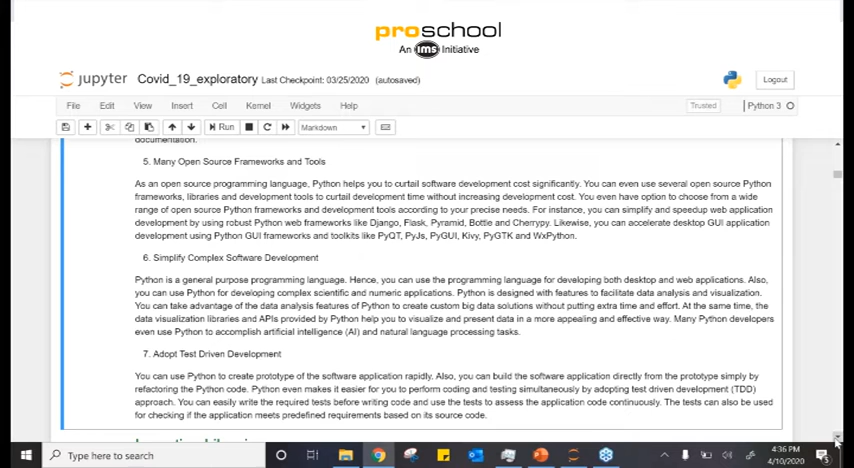 proschool
An ims Initiative
jupyter Covid_19_exploratory Last Checkpoint: 03/25/2020 (autosaved) Logout
File Edit View Insert Cell Kernel Widgets Help Trusted Python 3
Run Markdown
documentation.
5. Many Open Source Frameworks and Tools
As an open source programming language, Python helps you to curtail software development cost significantly. You can even use several open source Python
frameworks, libraries and development tools to curtail development time without increasing development cost. You even have option to choose from a wide
range of open source Python frameworks and development tools according to your precise needs. For instance, you can simplify and speedup web application
development by using robust Python web frameworks like Django, Flask, Pyramid, Bottle and Cherrypy. Likewise, you can accelerate desktop GUI application
development using Python GUI frameworks and toolkits like PyQT, PyJs, PyGUI, Kivy, PyGTK and WxPython.
6. Simplify Complex Software Development
Python is a general purpose programming language. Hence, you can use the programming language for developing both desktop and web applications. Also,
you can use Python for developing complex scientific and numeric applications. Python is designed with features to facilitate data analysis and visualization.
You can take advantage of the data analysis features of Python to create custom big data solutions without putting extra time and effort. At the same time, the
data visualization libraries and APIs provided by Python help you to visualize and present data in a more appealing and effective way. Many Python developers
even use Python to accomplish artificial intelligence (AI) and natural language processing tasks.
7. Adopt Test Driven Development
You can use Python to create prototype of the software application rapidly. Also, you can build the software application directly from the prototype simply by
refactoring the Python code. Python even makes it easier for you to perform coding and testing simultaneously by adopting test driven development (TDD)
approach. You can easily write the required tests before writing code and use the tests to assess the application code continuously. The tests can also be used
for checking if the application meets predefined requirements based on its source code.
Type here to search
4:36 PM
4/10/2020
5